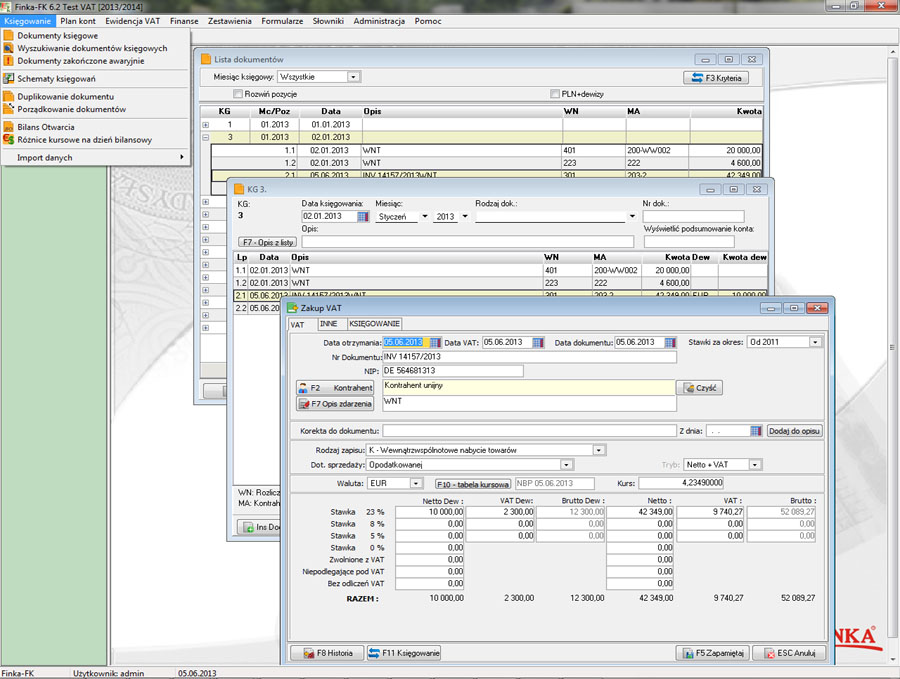 Finka-FK 6.2 Test VAT [2013/2014]
Księgowanie Plan kont Ewidencja VAT Finanse Zestawienia Formularze Słowniki Administracja Pomoc
Dokumenty księgowe
Wyszukiwanie dokumentów księgowych
Dokumenty zakończone awaryjnie
Schematy księgowań
Duplikowanie dokumentu
Porządkowanie dokumentów
Bilans Otwarcia
Różnice kursowe na dzień bilansowy
Import danych
Lista dokumentów
Miesiąc księgowy: Wszystkie F3 Kryteria
Rozwiń pozycje PLN+dewizy
KG Mc/Poz Data Opis WN MA Kwota
1 01.2013 01.01.2013
3 01.2013 02.01.2013
1.1 02.01.2013 WNT 401 200-WW002 20 000,00
1.2 02.01.2013 WNT 223 222 4 600,00
2.1 05.06.2013 INV 14157/2013WNT 301 203-2 42 349,00
KG 3.
KG: Data księgowania: Miesiąc: Rodzaj dok.: Nr dok.:
3 02.01.2013 Styczeń 2013
Opis: Wyświetlić podsumowanie konta:
F7 - Opis z listy
Lp Data Opis WN MA Kwota Dew Kwota dew
1.1 02.01.2013 WNT 401 200-WW002 20 000,00
1.2 02.01.2013 WNT 223 222 4 600,00
2.1 05.06.2013 INV 14157/2013WNT 301 203-2 42 349,00 EUR 10 000,00
2.2 05.06.20
WN: Rozlicz
MA: Kontrah
Ins Do
Zakup VAT
VAT INNE KSIĘGOWANIE
Data otrzymania: 05.06.2013 Data VAT: 05.06.2013 Data dokumentu: 05.06.2013 Stawki za okres: Od 2011
Nr Dokumentu: INV 14157/2013
NIP: DE 564681313
F2 Kontrahent Kontrahent unijny Czyść
F7 Opis zdarzenia WNT
Korekta do dokumentu: Z dnia: . . Dodaj do opisu
Rodzaj zapisu: K - Wewnątrzwspólnotowe nabycie towarów
Dot. sprzedaży: Opodatkowanej Tryb: Netto + VAT
Waluta: EUR F10 - tabela kursowa NBP 05.06.2013 Kurs: 4,23490000
Netto Dew : VAT Dew: Brutto Dew : Netto : VAT : Brutto :
Stawka 23 % 10 000,00 2 300,00 12 300,00 42 349,00 9 740,27 52 089,27
Stawka 8 % 0,00 0,00 0,00 0,00 0,00 0,00
Stawka 5 % 0,00 0,00 0,00 0,00 0,00 0,00
Stawka 0 % 0,00 0,00
Zwolnione z VAT 0,00 0,00
Niepodlegające pod VAT 0,00 0,00
Bez odliczeń VAT 0,00 0,00
RAZEM : 10 000,00 2 300,00 12 300,00 42 349,00 9 740,27 52 089,27
F8 Historia F11 Księgowanie F5 Zapamiętaj ESC Anuluj
NKA®
Finka-FK Użytkownik: admin 05.06.2013